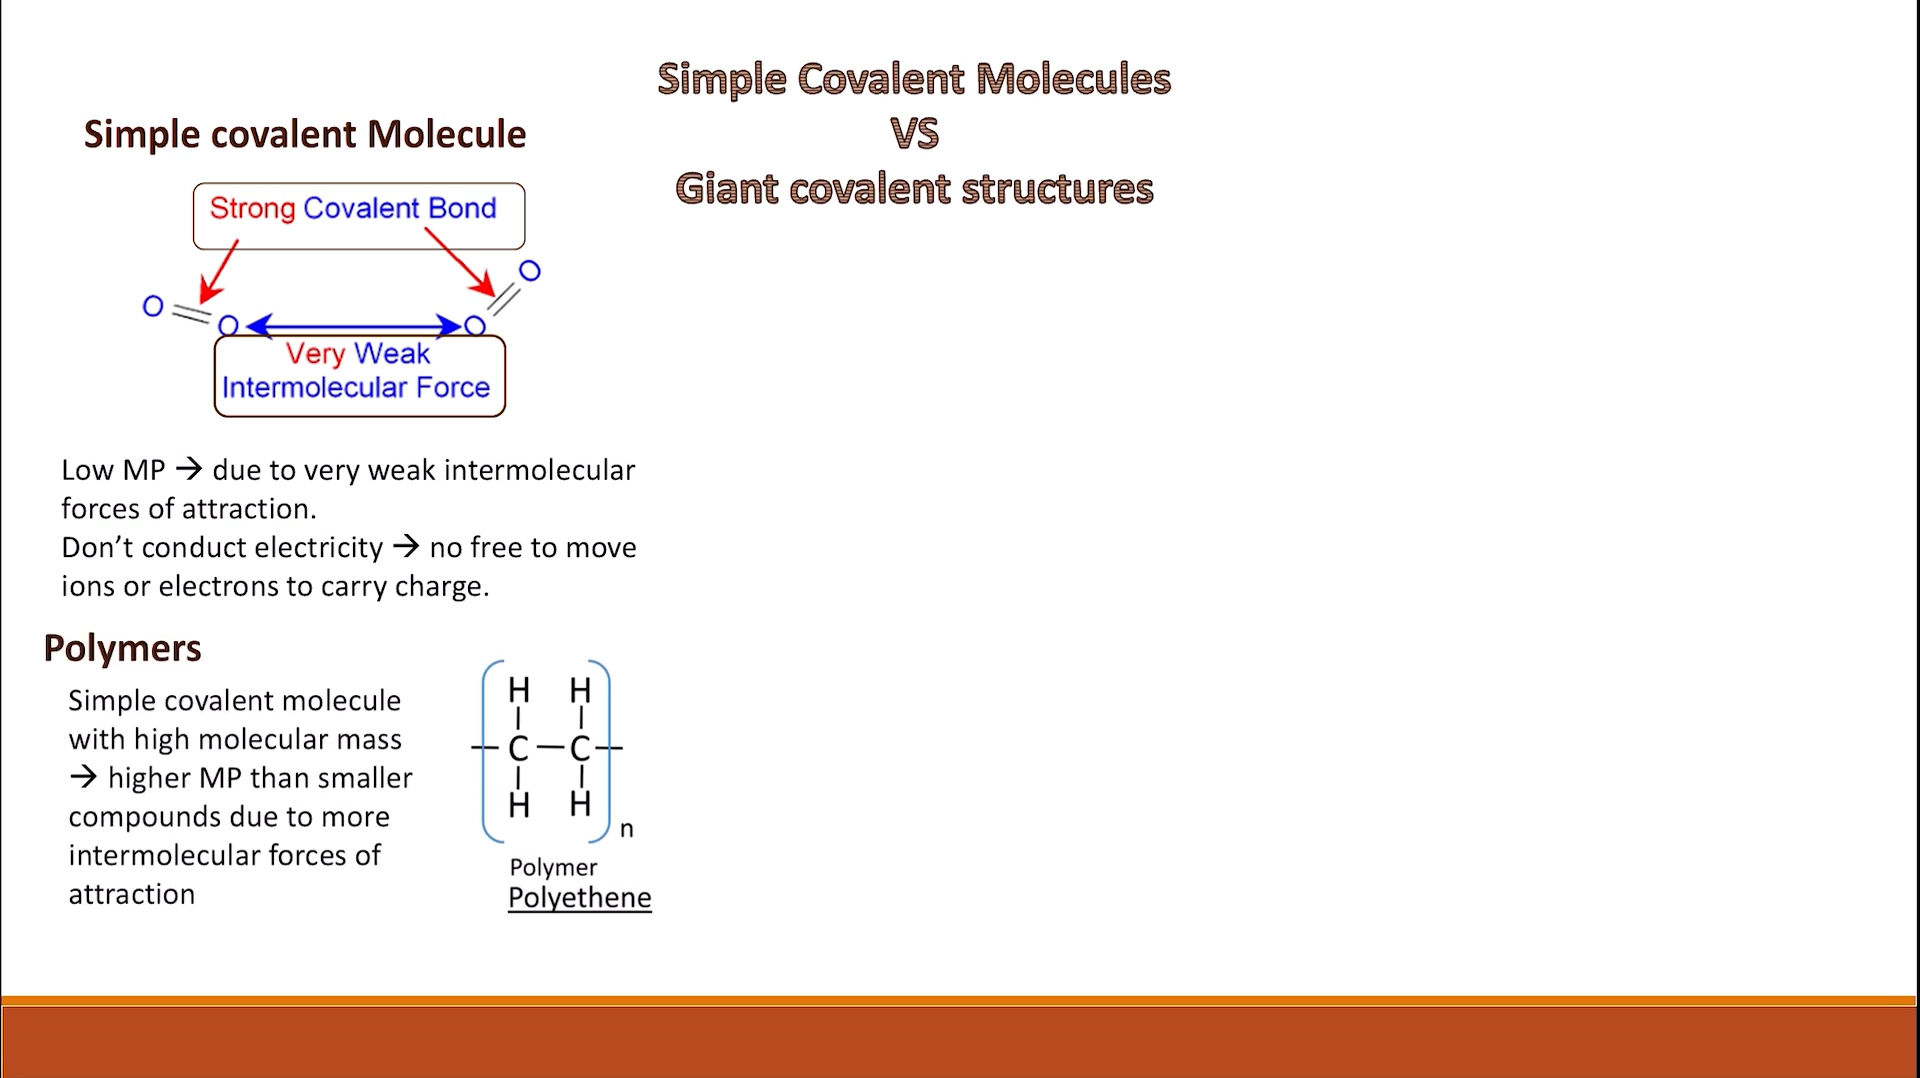 Simple Covalent Molecules
VS
Giant covalent structures
Simple covalent Molecule
Strong Covalent Bond
O
O
O
O
Very Weak
Intermolecular Force
Low MP → due to very weak intermolecular
forces of attraction.
Don’t conduct electricity → no free to move
ions or electrons to carry charge.
Polymers
Simple covalent molecule
with high molecular mass
→ higher MP than smaller
compounds due to more
intermolecular forces of
attraction
H H
C C
H H
n
Polymer
Polyethene